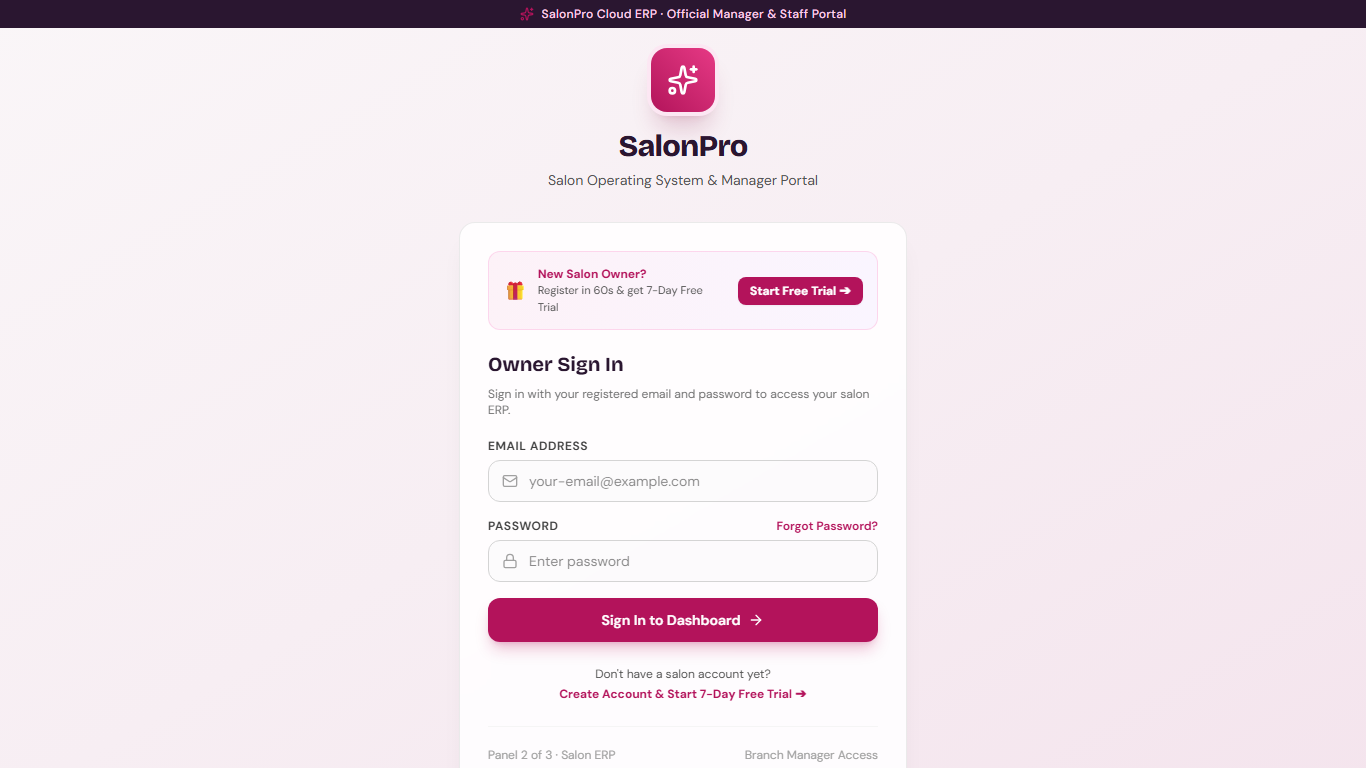 SalonPro Cloud ERP · Official Manager & Staff Portal
SalonPro
Salon Operating System & Manager Portal
New Salon Owner?
Register in 60s & get 7-Day Free
Trial
Start Free Trial ➔
Owner Sign In
Sign in with your registered email and password to access your salon
ERP.
EMAIL ADDRESS
your-email@example.com
PASSWORD
Forgot Password?
Enter password
Sign In to Dashboard →
Don't have a salon account yet?
Create Account & Start 7-Day Free Trial ➔
Panel 2 of 3 · Salon ERP
Branch Manager Access